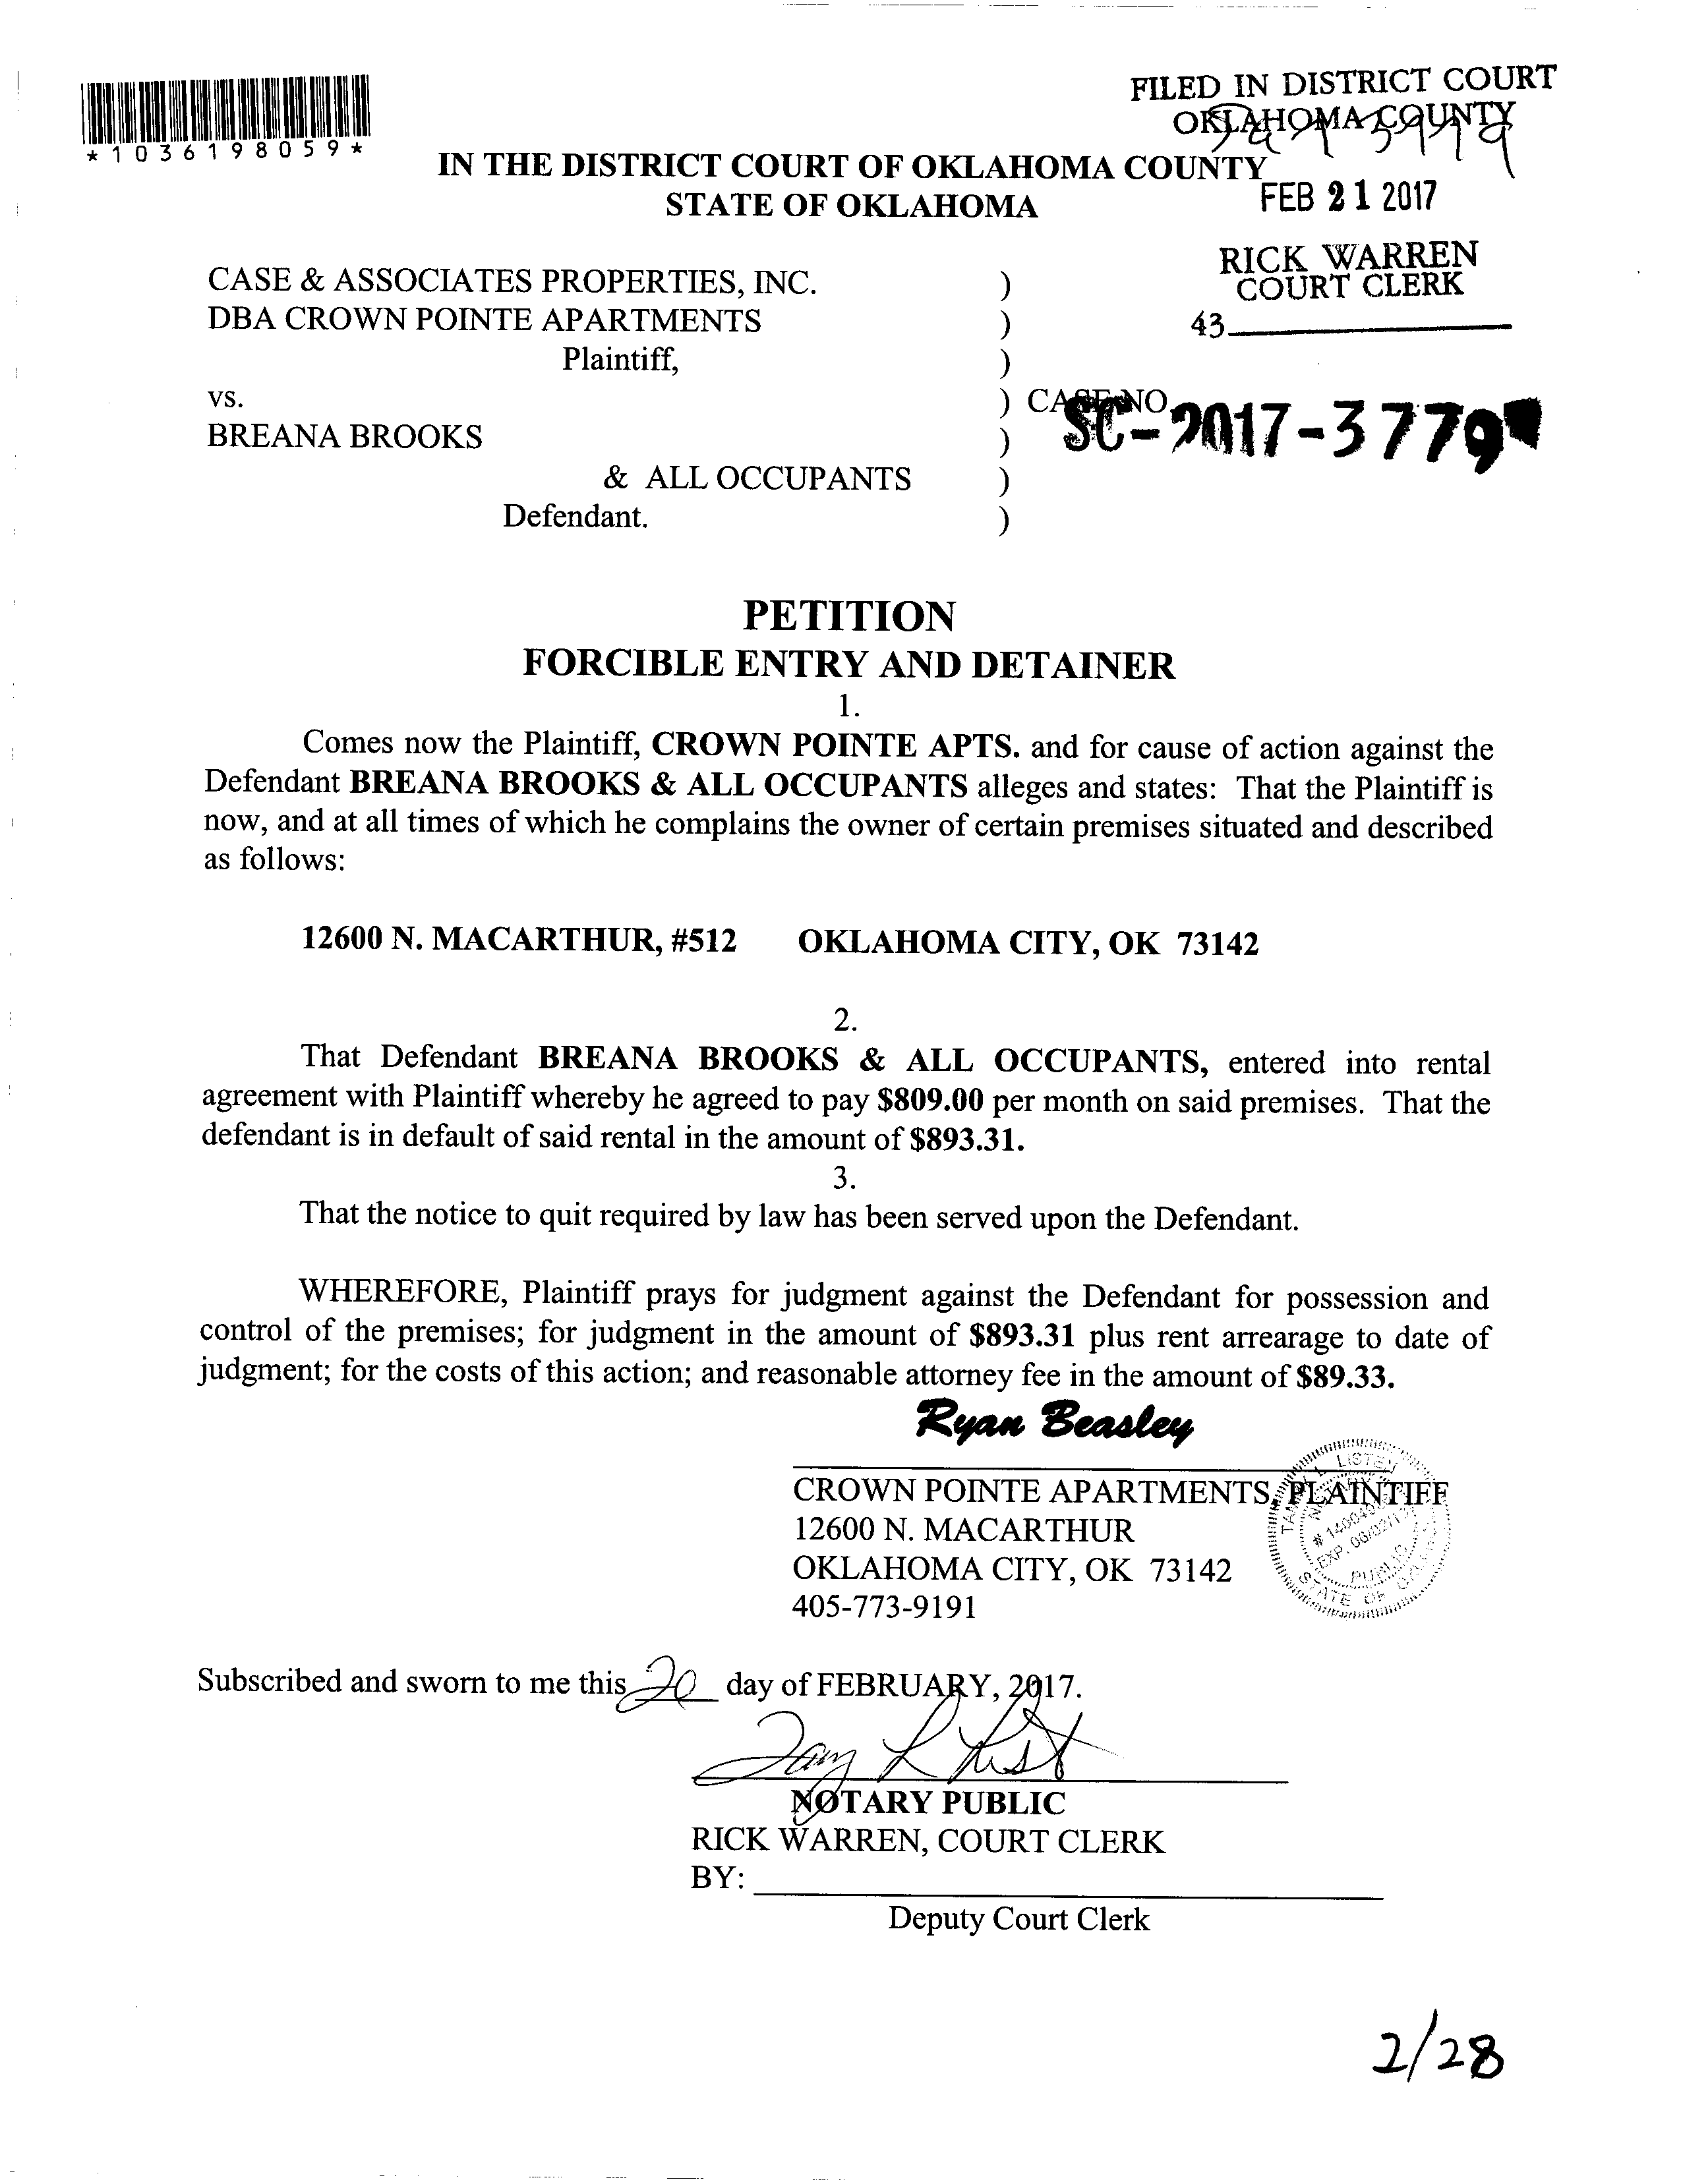 FILED IN DISTRICT COURT
OKLAHOMA COUNTY
*1036198059*
IN THE DISTRICT COURT OF OKLAHOMA COUNTY
STATE OF OKLAHOMA
FEB 21 2017
RICK WARREN
COURT CLERK
43
CASE & ASSOCIATES PROPERTIES, INC. )
DBA CROWN POINTE APARTMENTS )
Plaintiff, )
vs. ) CASE NO.
SC-2017-3779
BREANA BROOKS )
& ALL OCCUPANTS )
Defendant. )
PETITION
FORCIBLE ENTRY AND DETAINER
1.
Comes now the Plaintiff, CROWN POINTE APTS. and for cause of action against the
Defendant BREANA BROOKS & ALL OCCUPANTS alleges and states: That the Plaintiff is
now, and at all times of which he complains the owner of certain premises situated and described
as follows:
12600 N. MACARTHUR, #512 OKLAHOMA CITY, OK 73142
2.
That Defendant BREANA BROOKS & ALL OCCUPANTS, entered into rental
agreement with Plaintiff whereby he agreed to pay $809.00 per month on said premises. That the
defendant is in default of said rental in the amount of $893.31.
3.
That the notice to quit required by law has been served upon the Defendant.
WHEREFORE, Plaintiff prays for judgment against the Defendant for possession and
control of the premises; for judgment in the amount of $893.31 plus rent arrearage to date of
judgment; for the costs of this action; and reasonable attorney fee in the amount of $89.33.
Ryan Beasley
CROWN POINTE APARTMENTS, PLAINTIFF
12600 N. MACARTHUR
OKLAHOMA CITY, OK 73142
405-773-9191
NOTARY
PUBLIC
STATE OF
Subscribed and sworn to me this 20 day of FEBRUARY, 2017.
NOTARY PUBLIC
RICK WARREN, COURT CLERK
BY:
Deputy Court Clerk
2/28